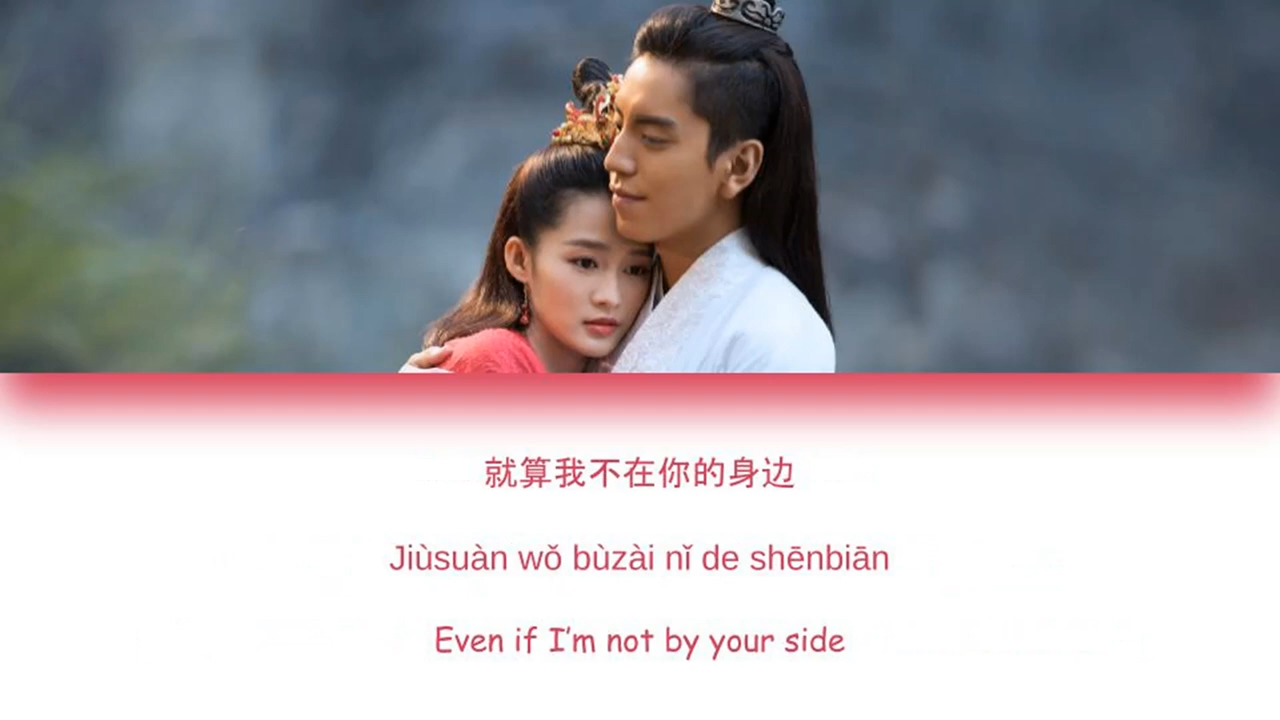 就算我不在你的身边
Jiùsuàn wǒ bùzài nǐ de shēnbiān
Even if I'm not by your side